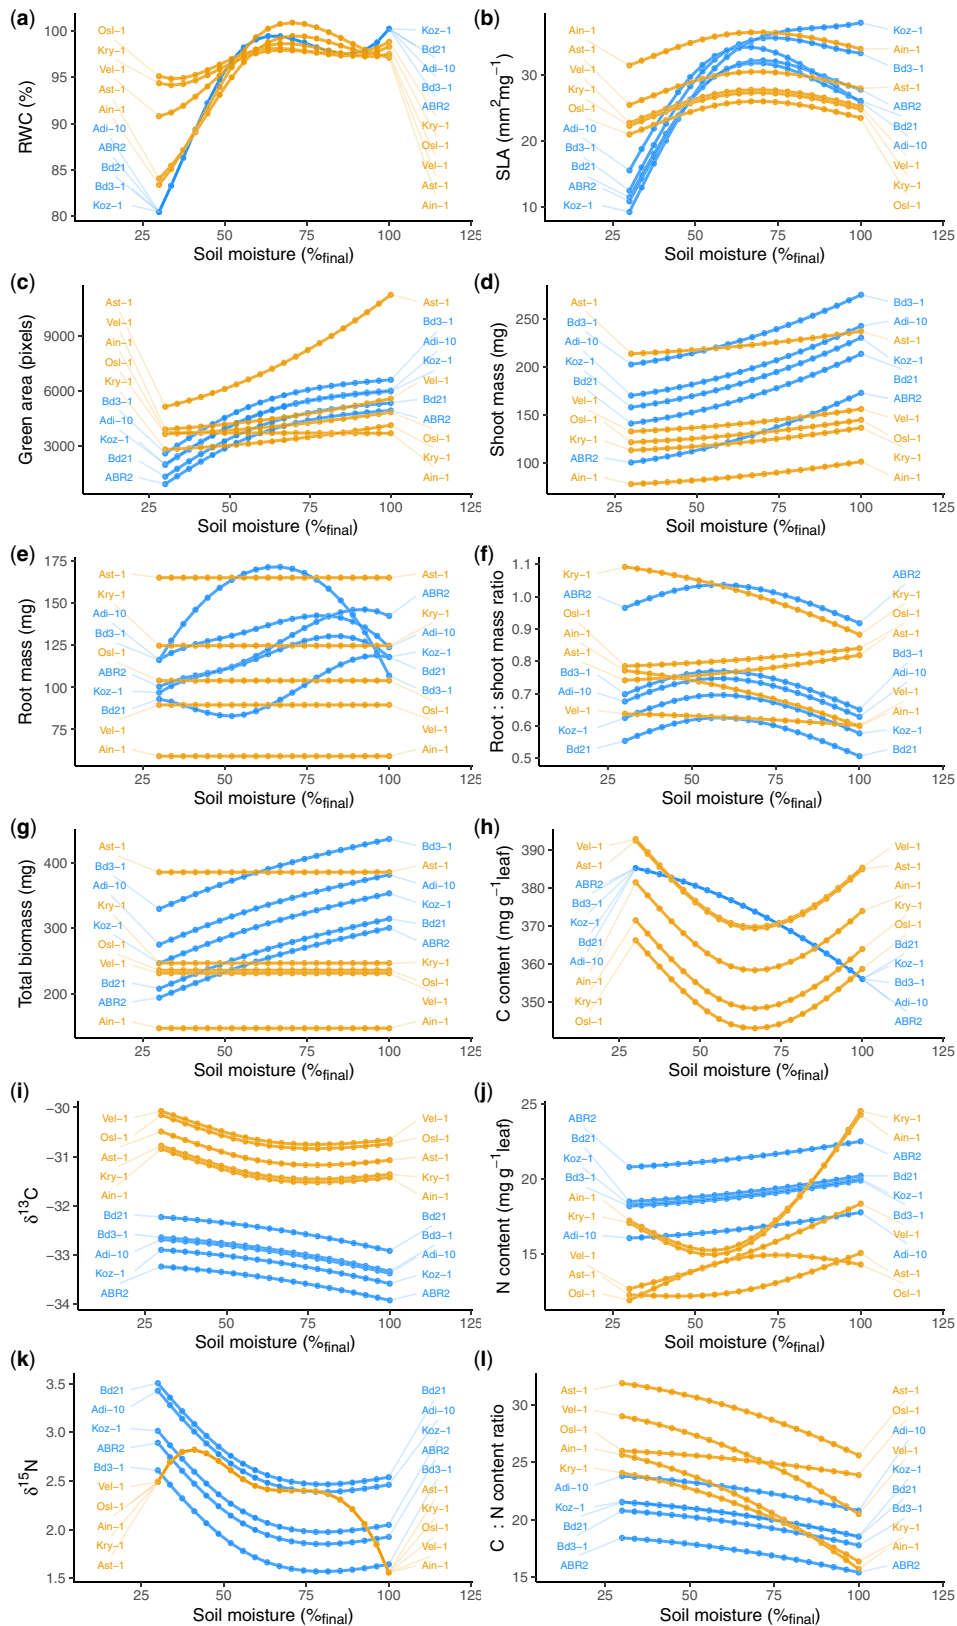 (a)
RWC (%)
100
95
90
85
80
Osl−1
Kry−1
Vel−1
Ast−1
Ain−1
Adi−10
ABR2
Bd21
Bd3−1
Koz−1
Koz−1
Bd21
Adi−10
Bd3−1
ABR2
Kry−1
Osl−1
Vel−1
Ast−1
Ain−1
25 50 75 100 125
Soil moisture (%final)
(b)
SLA (mm²mg⁻¹)
30
20
10
Ain−1
Ast−1
Vel−1
Kry−1
Osl−1
Adi−10
Bd3−1
Bd21
ABR2
Koz−1
Koz−1
Ain−1
Bd3−1
Ast−1
ABR2
Bd21
Adi−10
Vel−1
Kry−1
Osl−1
25 50 75 100 125
Soil moisture (%final)
(c)
Green area (pixels)
9000
6000
3000
Ast−1
Vel−1
Ain−1
Osl−1
Kry−1
Bd3−1
Adi−10
Koz−1
Bd21
ABR2
Ast−1
Bd3−1
Adi−10
Koz−1
Vel−1
Bd21
ABR2
Osl−1
Kry−1
Ain−1
25 50 75 100 125
Soil moisture (%final)
(d)
Shoot mass (mg)
250
200
150
100
Ast−1
Bd3−1
Adi−10
Koz−1
Bd21
Vel−1
Osl−1
Kry−1
ABR2
Ain−1
Bd3−1
Adi−10
Ast−1
Koz−1
Bd21
ABR2
Vel−1
Osl−1
Kry−1
Ain−1
25 50 75 100 125
Soil moisture (%final)
(e)
Root mass (mg)
175
150
125
100
75
Ast−1
Kry−1
Adi−10
Bd3−1
Osl−1
ABR2
Koz−1
Bd21
Vel−1
Ain−1
Ast−1
ABR2
Kry−1
Adi−10
Koz−1
Bd21
Bd3−1
Osl−1
Vel−1
Ain−1
25 50 75 100 125
Soil moisture (%final)
(f)
Root : shoot mass ratio
1.1
1.0
0.9
0.8
0.7
0.6
0.5
Kry−1
ABR2
Osl−1
Ain−1
Ast−1
Bd3−1
Adi−10
Vel−1
Koz−1
Bd21
ABR2
Kry−1
Osl−1
Ast−1
Bd3−1
Adi−10
Vel−1
Ain−1
Koz−1
Bd21
25 50 75 100 125
Soil moisture (%final)
(g)
Total biomass (mg)
400
300
200
Ast−1
Bd3−1
Adi−10
Kry−1
Koz−1
Osl−1
Vel−1
Bd21
ABR2
Ain−1
Bd3−1
Ast−1
Adi−10
Koz−1
Bd21
ABR2
Kry−1
Osl−1
Vel−1
Ain−1
25 50 75 100 125
Soil moisture (%final)
(h)
C content (mg g⁻¹leaf)
390
380
370
360
350
Vel−1
Ast−1
ABR2
Bd3−1
Koz−1
Bd21
Adi−10
Ain−1
Kry−1
Osl−1
Vel−1
Ast−1
Ain−1
Kry−1
Osl−1
Bd21
Koz−1
Bd3−1
Adi−10
ABR2
25 50 75 100 125
Soil moisture (%final)
(i)
δ¹³C
−30
−31
−32
−33
−34
Vel−1
Osl−1
Ast−1
Kry−1
Ain−1
Bd21
Bd3−1
Adi−10
Koz−1
ABR2
Vel−1
Osl−1
Ast−1
Kry−1
Ain−1
Bd21
Bd3−1
Adi−10
Koz−1
ABR2
25 50 75 100 125
Soil moisture (%final)
(j)
N content (mg g⁻¹leaf)
25
20
15
ABR2
Bd21
Koz−1
Bd3−1
Ain−1
Kry−1
Adi−10
Vel−1
Ast−1
Osl−1
Kry−1
Ain−1
ABR2
Bd21
Koz−1
Bd3−1
Vel−1
Adi−10
Ast−1
Osl−1
25 50 75 100 125
Soil moisture (%final)
(k)
δ¹⁵N
3.5
3.0
2.5
2.0
1.5
Bd21
Adi−10
Koz−1
ABR2
Bd3−1
Vel−1
Osl−1
Ain−1
Kry−1
Ast−1
Bd21
Adi−10
Koz−1
ABR2
Bd3−1
Ast−1
Kry−1
Osl−1
Vel−1
Ain−1
25 50 75 100 125
Soil moisture (%final)
(l)
C : N content ratio
30
25
20
15
Ast−1
Vel−1
Osl−1
Ain−1
Kry−1
Adi−10
Koz−1
Bd21
Bd3−1
ABR2
Ast−1
Osl−1
Adi−10
Vel−1
Koz−1
Bd21
Bd3−1
Kry−1
Ain−1
ABR2
25 50 75 100 125
Soil moisture (%final)